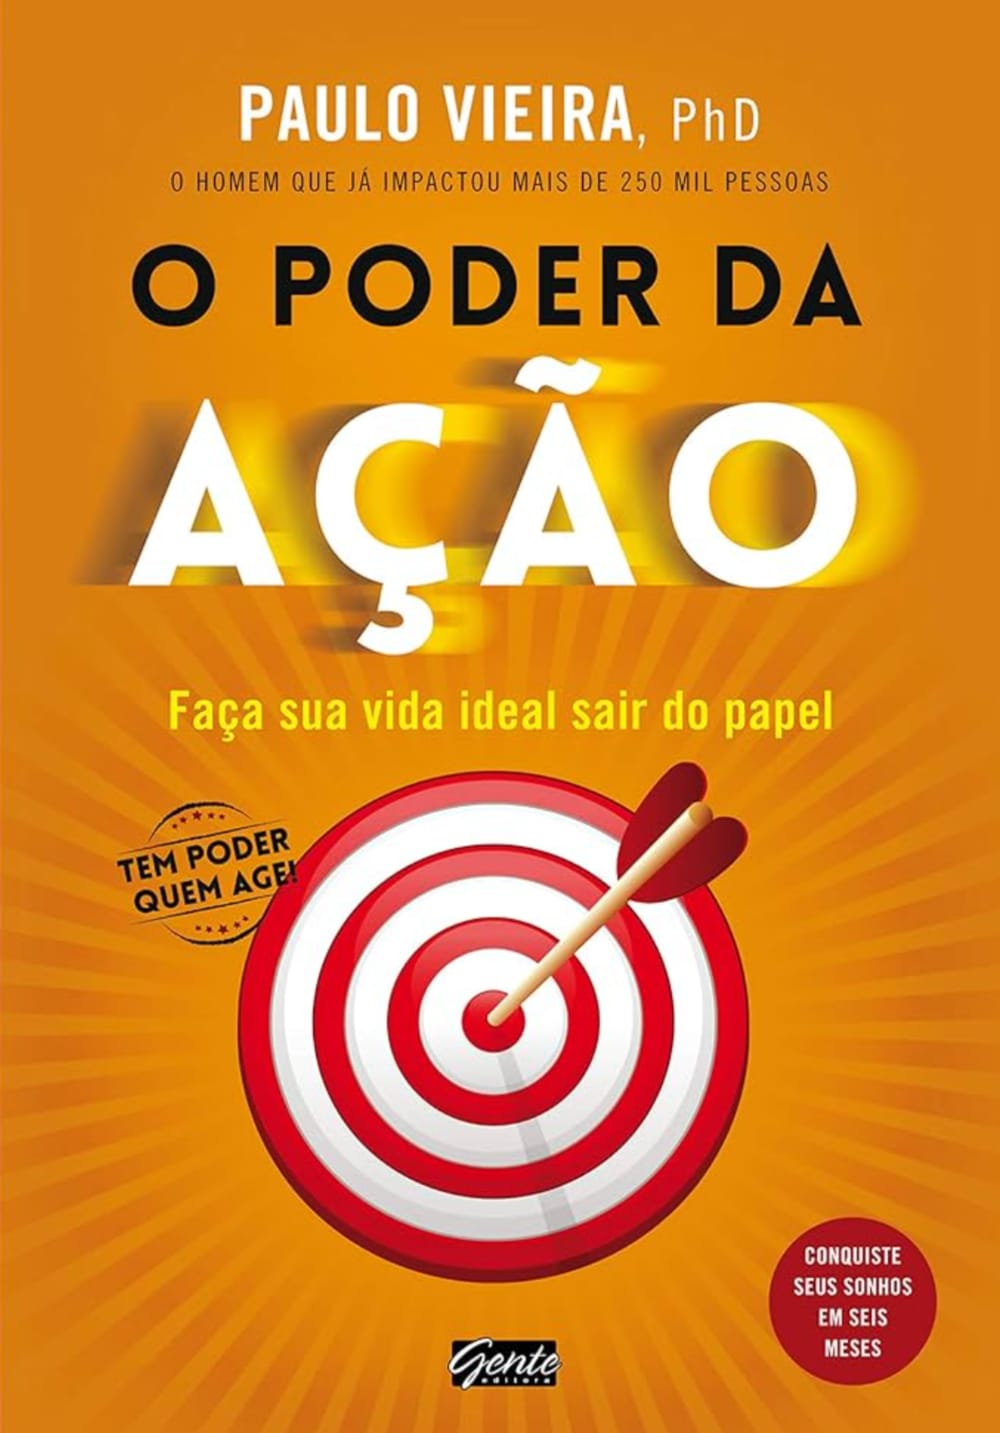 PAULO VIEIRA, PhD
O HOMEM QUE JÁ IMPACTOU MAIS DE 250 MIL PESSOAS
O PODER DA
AÇÃO
Faça sua vida ideal sair do papel
TEM PODER
QUEM AGE!
CONQUISTE
SEUS SONHOS
EM SEIS
MESES
Gente
editora